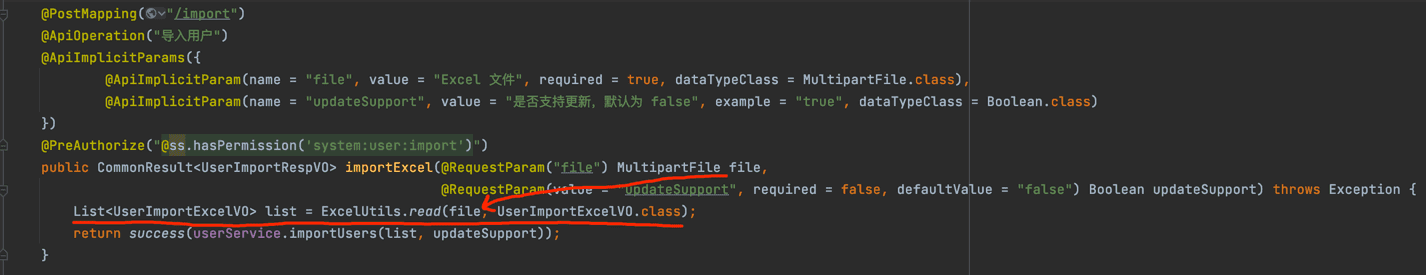 @PostMapping("/import")
@ApiOperation("导入用户")
@ApiImplicitParams({
@ApiImplicitParam(name = "file", value = "Excel 文件", required = true, dataTypeClass = MultipartFile.class),
@ApiImplicitParam(name = "updateSupport", value = "是否支持更新，默认为 false", example = "true", dataTypeClass = Boolean.class)
})
@PreAuthorize("@ss.hasPermission('system:user:import')")
public CommonResult<UserImportRespVO> importExcel(@RequestParam("file") MultipartFile file,
@RequestParam(value = "updateSupport", required = false, defaultValue = "false") Boolean updateSupport) throws Exception {
List<UserImportExcelVO> list = ExcelUtils.read(file, UserImportExcelVO.class);
return success(userService.importUsers(list, updateSupport));
}